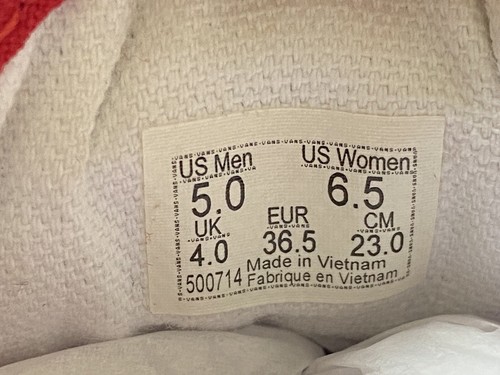 US Men US Women
5.0 6.5
UK EUR CM
4.0 36.5 23.0
Made in Vietnam
500714 Fabrique en Vietnam